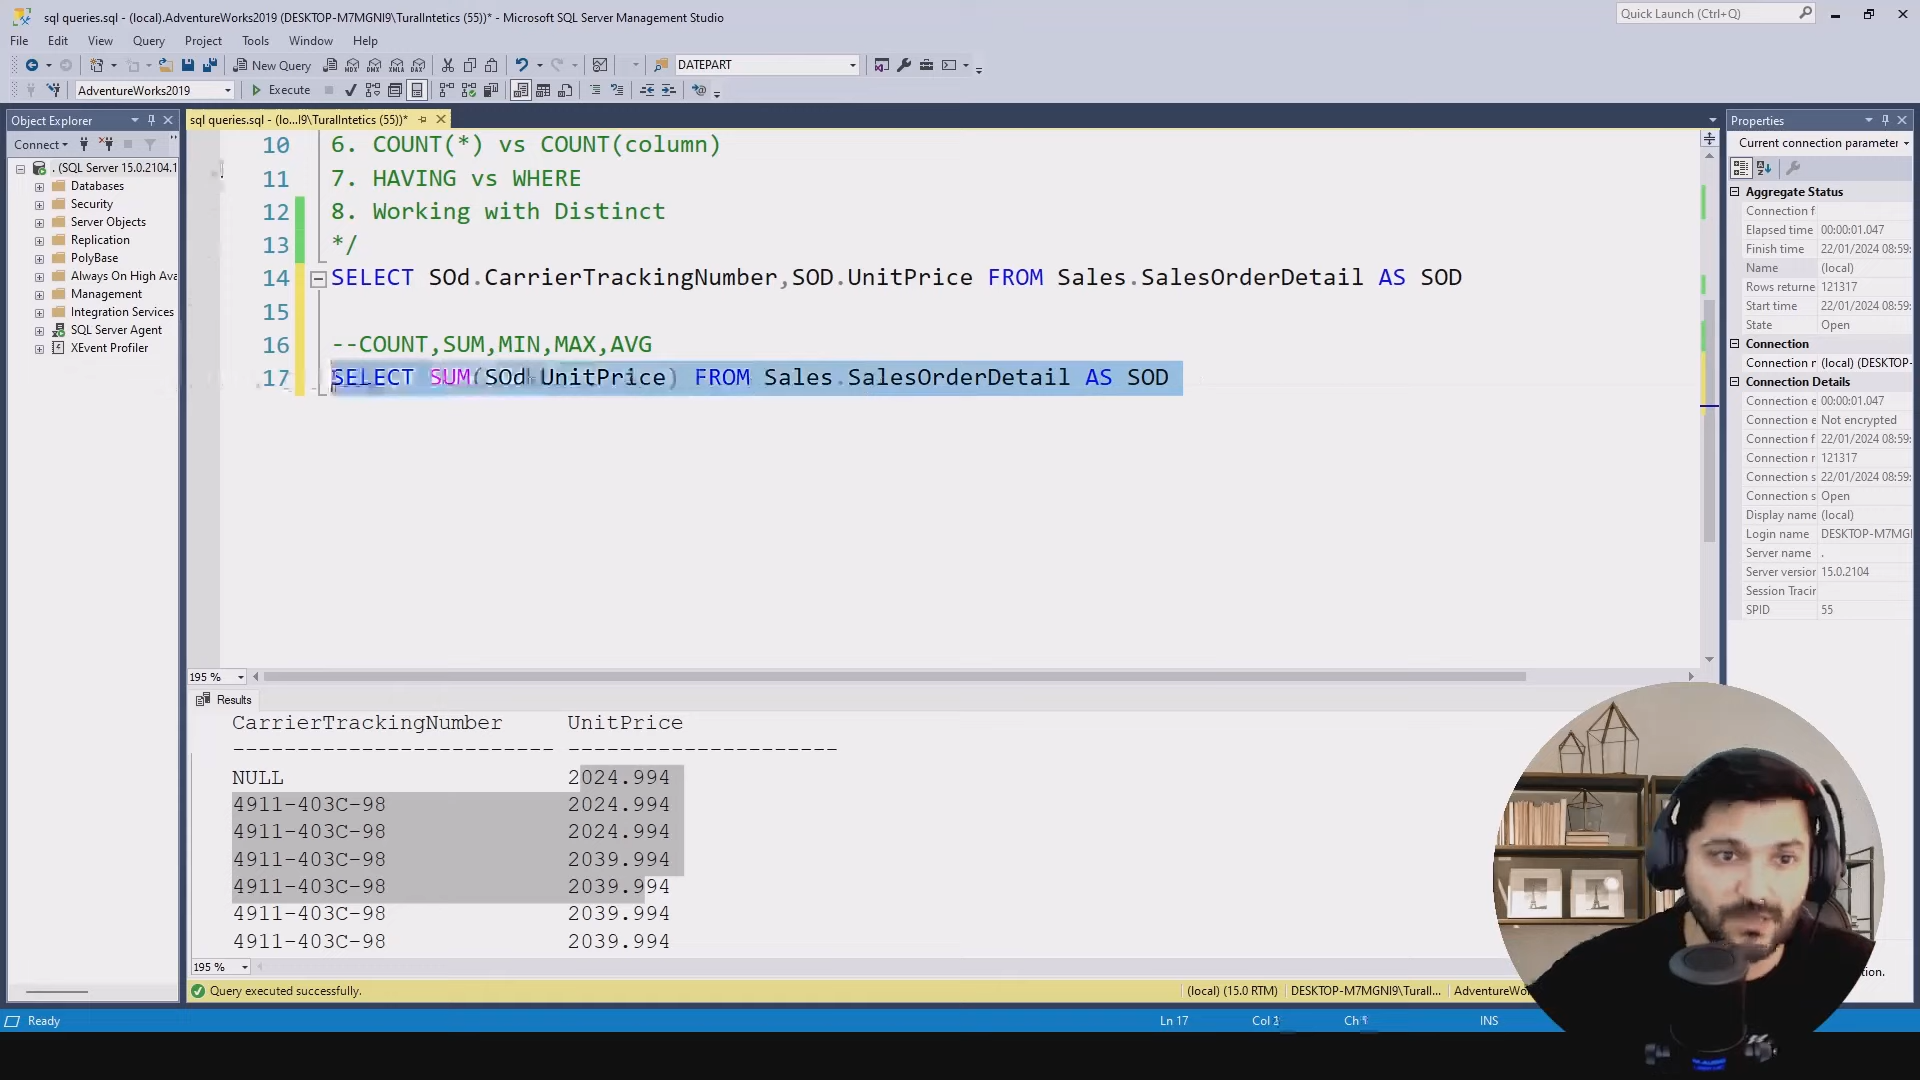 sql queries.sql - (local).AdventureWorks2019 (DESKTOP-M7MGNI9\TuralIntetics (55))* - Microsoft SQL Server Management Studio
Quick Launch (Ctrl+Q)
File Edit View Query Project Tools Window Help
New Query
DATEPART
AdventureWorks2019
Execute
Object Explorer
Connect
. (SQL Server 15.0.2104.1
Databases
Security
Server Objects
Replication
PolyBase
Always On High Ava
Management
Integration Services
SQL Server Agent
XEvent Profiler
sql queries.sql - (lo...I9\TuralIntetics (55))*
10 6. COUNT(*) vs COUNT(column)
11 7. HAVING vs WHERE
12 8. Working with Distinct
13 */
14 SELECT SOd.CarrierTrackingNumber,SOD.UnitPrice FROM Sales.SalesOrderDetail AS SOD
15
16 --COUNT,SUM,MIN,MAX,AVG
17 SELECT SUM(SOd.UnitPrice) FROM Sales.SalesOrderDetail AS SOD
195 %
Results
CarrierTrackingNumber UnitPrice
------------------------- ---------------------
NULL 2024.994
4911-403C-98 2024.994
4911-403C-98 2024.994
4911-403C-98 2039.994
4911-403C-98 2039.994
4911-403C-98 2039.994
4911-403C-98 2039.994
195 %
Query executed successfully.
(local) (15.0 RTM)
DESKTOP-M7MGNI9\Turall...
Ready
Ln 17
Col
Ch
INS
Properties
Current connection parameter
Aggregate Status
Connection f
Elapsed time 00:00:01.047
Finish time 22/01/2024 08:59:
Name (local)
Rows returne 121317
Start time 22/01/2024 08:59:
State Open
Connection
Connection n (local) (DESKTOP-
Connection Details
Connection e 00:00:01.047
Connection e Not encrypted
Connection f 22/01/2024 08:59:
Connection r 121317
Connection s 22/01/2024 08:59:
Connection s Open
Display name (local)
Login name DESKTOP-M7MGI
Server name .
Server version 15.0.2104
Session Tracin
SPID 55